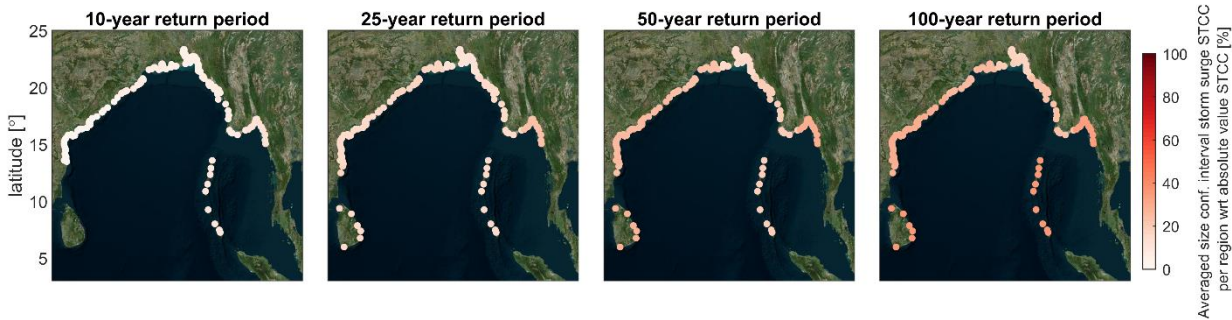 10-year return period
25-year return period
50-year return period
100-year return period
25
20
15
10
5
latitude [°]
100
80
60
40
20
0
Averaged size conf. interval storm surge STCC
per region wrt absolute value STCC [%]